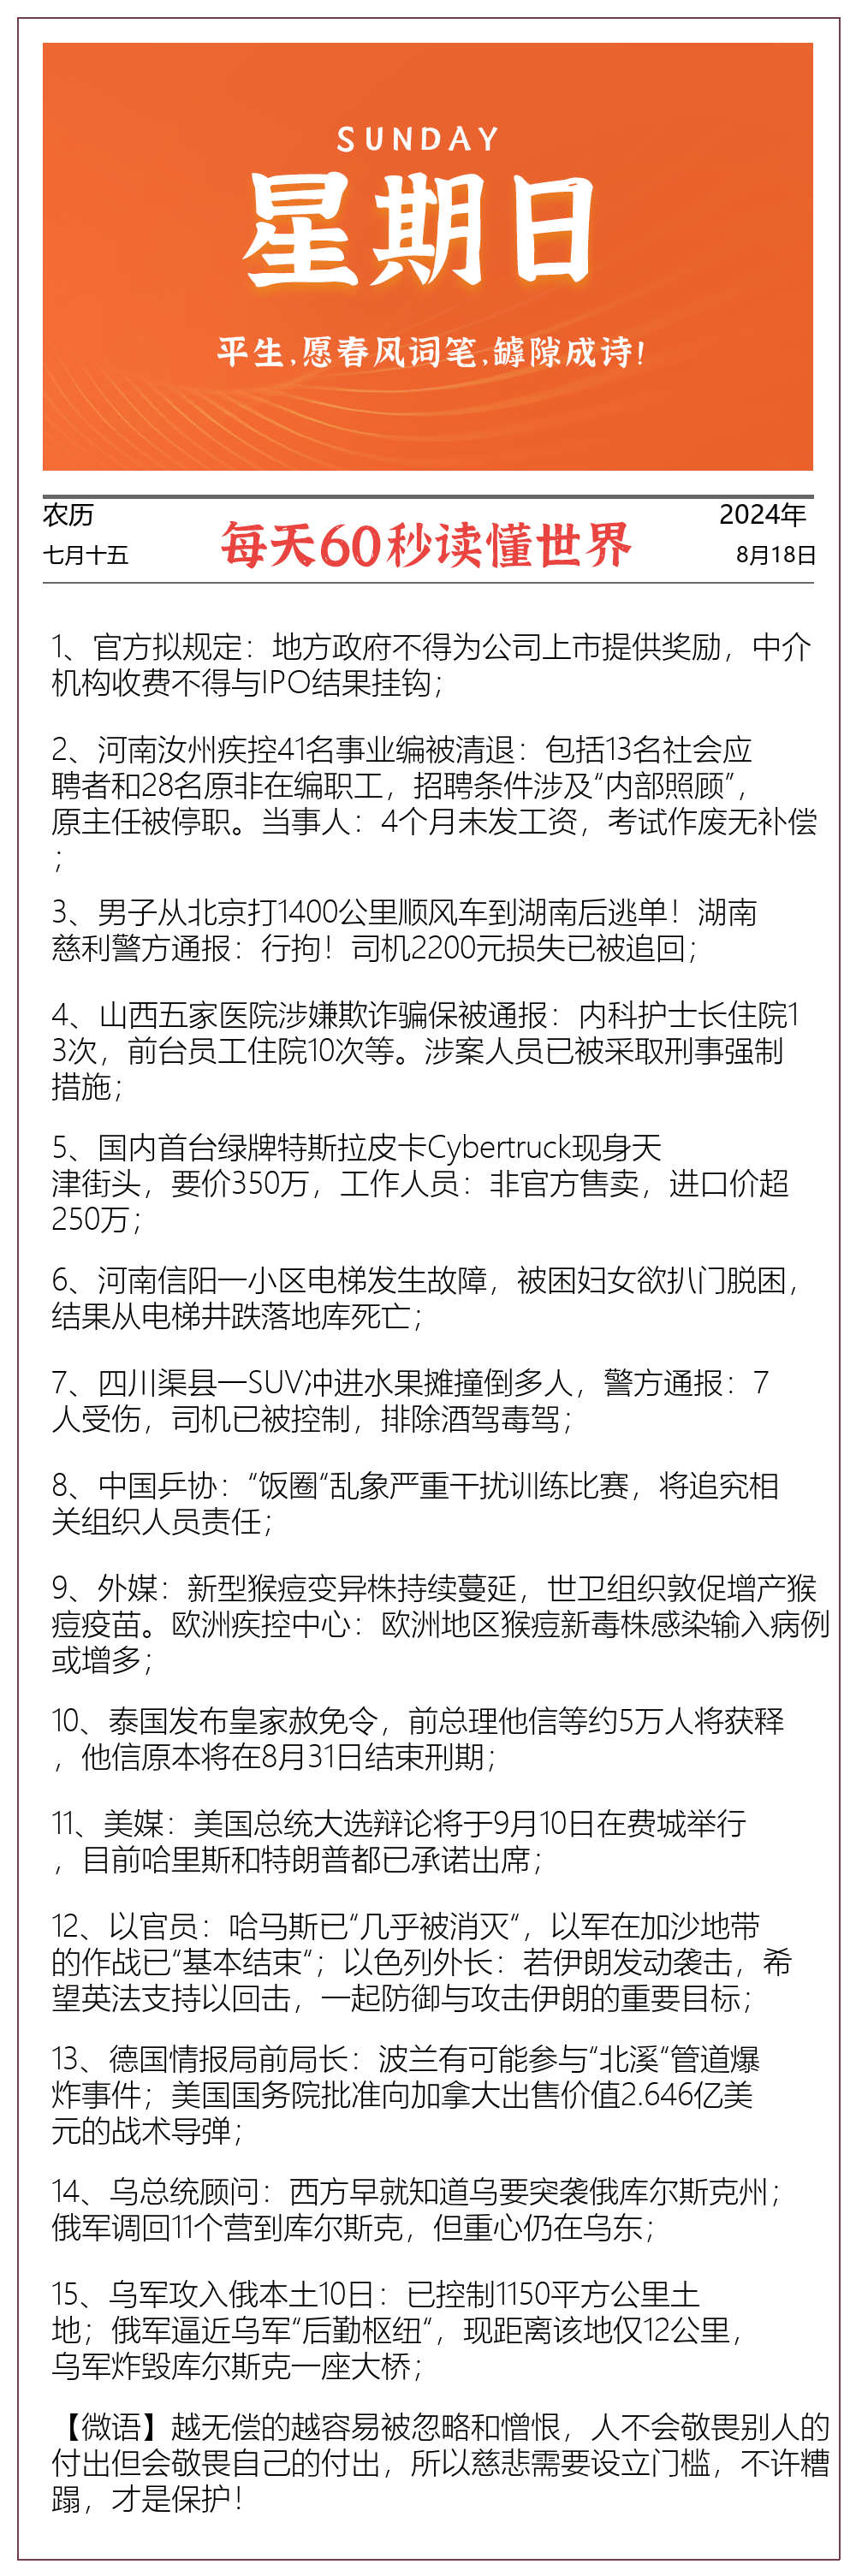 SUNDAY
星期日
平生,愿春风词笔,罅隙成诗!
农历
七月十五
每天60秒读懂世界
2024年
8月18日
1、官方拟规定：地方政府不得为公司上市提供奖励，中介
机构收费不得与IPO结果挂钩；
2、河南汝州疾控41名事业编被清退：包括13名社会应
聘者和28名原非在编职工，招聘条件涉及“内部照顾”，
原主任被停职。当事人：4个月未发工资，考试作废无补偿
；
3、男子从北京打1400公里顺风车到湖南后逃单！湖南
慈利警方通报：行拘！司机2200元损失已被追回；
4、山西五家医院涉嫌欺诈骗保被通报：内科护士长住院1
3次，前台员工住院10次等。涉案人员已被采取刑事强制
措施；
5、国内首台绿牌特斯拉皮卡Cybertruck现身天
津街头，要价350万，工作人员：非官方售卖，进口价超
250万；
6、河南信阳一小区电梯发生故障，被困妇女欲扒门脱困，
结果从电梯井跌落地库死亡；
7、四川渠县一SUV冲进水果摊撞倒多人，警方通报：7
人受伤，司机已被控制，排除酒驾毒驾；
8、中国乒协：“饭圈“乱象严重干扰训练比赛，将追究相
关组织人员责任；
9、外媒：新型猴痘变异株持续蔓延，世卫组织敦促增产猴
痘疫苗。欧洲疾控中心：欧洲地区猴痘新毒株感染输入病例
或增多；
10、泰国发布皇家赦免令，前总理他信等约5万人将获释
，他信原本将在8月31日结束刑期；
11、美媒：美国总统大选辩论将于9月10日在费城举行
，目前哈里斯和特朗普都已承诺出席；
12、以官员：哈马斯已“几乎被消灭“，以军在加沙地带
的作战已“基本结束“；以色列外长：若伊朗发动袭击，希
望英法支持以回击，一起防御与攻击伊朗的重要目标；
13、德国情报局前局长：波兰有可能参与“北溪“管道爆
炸事件；美国国务院批准向加拿大出售价值2.646亿美
元的战术导弹；
14、乌总统顾问：西方早就知道乌要突袭俄库尔斯克州；
俄军调回11个营到库尔斯克，但重心仍在乌东；
15、乌军攻入俄本土10日：已控制1150平方公里土
地；俄军逼近乌军“后勤枢纽“，现距离该地仅12公里，
乌军炸毁库尔斯克一座大桥；
【微语】越无偿的越容易被忽略和憎恨，人不会敬畏别人的
付出但会敬畏自己的付出，所以慈悲需要设立门槛，不许糟
蹋，才是保护！